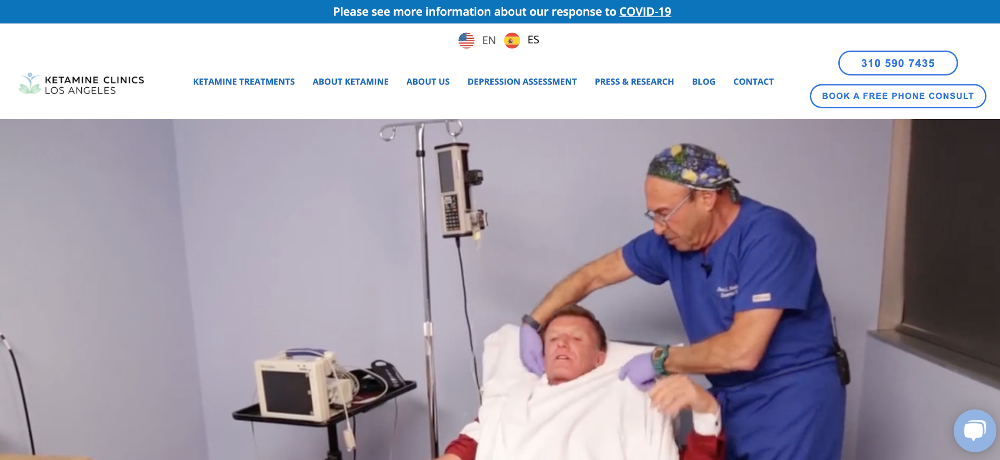 Please see more information about our response to COVID-19
EN ES
310 590 7435
KETAMINE CLINICS
LOS ANGELES
KETAMINE TREATMENTS ABOUT KETAMINE ABOUT US DEPRESSION ASSESSMENT PRESS & RESEARCH BLOG CONTACT
BOOK A FREE PHONE CONSULT